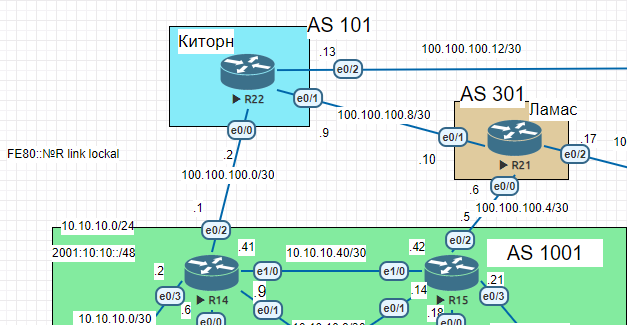 AS 101
Киторн
.13
100.100.100.12/30
e0/2
R22
e0/1
AS 301
Ламас
100.100.100.8/30
e0/0
.9
e0/1
.17
e0/2
FE80::№R link lockal
.2
.10
R21
10
100.100.100.0/30
.6
e0/0
.1
.5
100.100.100.4/30
10.10.10.0/24
e0/2
e0/2
2001:10:10::/48
.41
10.10.10.40/30
.42
AS 1001
.2
e1/0
e1/0
.21
e0/3
R14
.9
.14
R15
e0/3
10.10.10.0/30
.6
e0/1
e0/1
.18
e0/0
e0/0